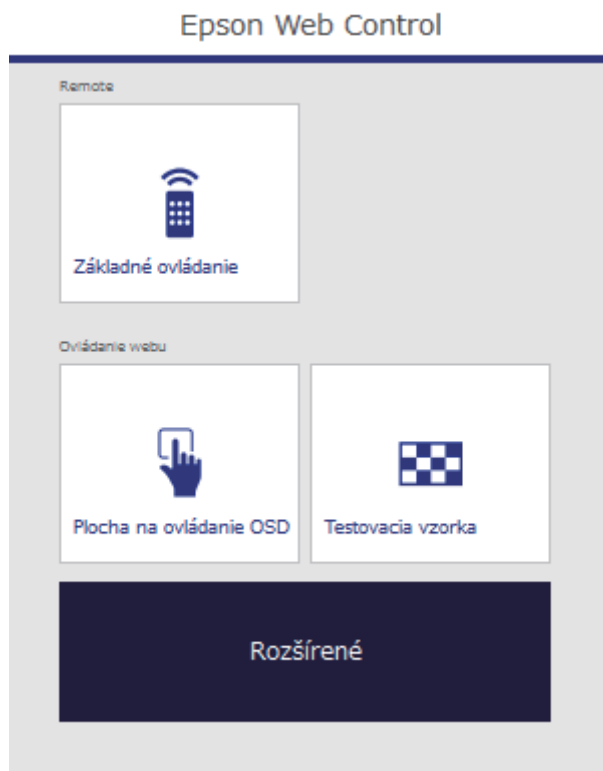 Epson Web Control
Remote
Základné ovládanie
Ovládanie webu
Plocha na ovládanie OSD
Testovacia vzorka
Rozšírené